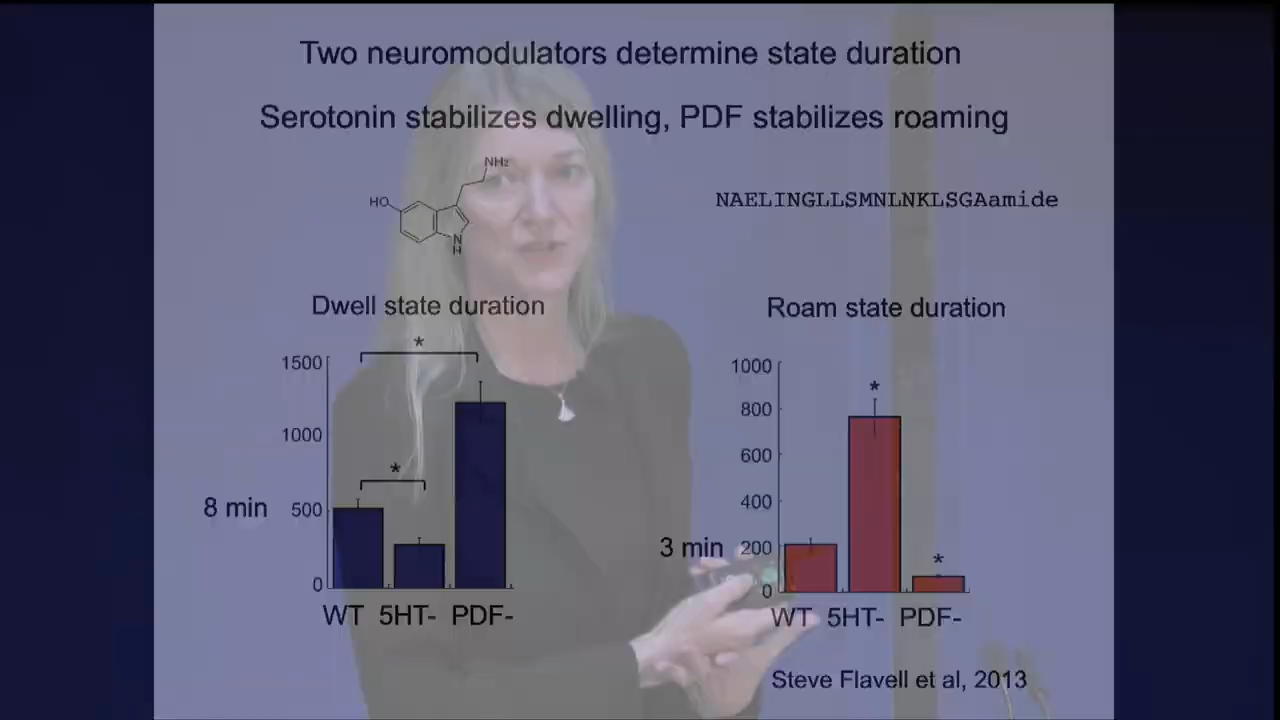 Two neuromodulators determine state duration
Serotonin stabilizes dwelling, PDF stabilizes roaming
NH2
HO
N
H
NAELINGLLSMNLNKLSGAamide
Dwell state duration
Roam state duration
*
*
1500
1000
500
0
8 min
WT 5HT- PDF-
*
*
1000
800
600
400
200
0
3 min
WT 5HT- PDF-
Steve Flavell et al, 2013